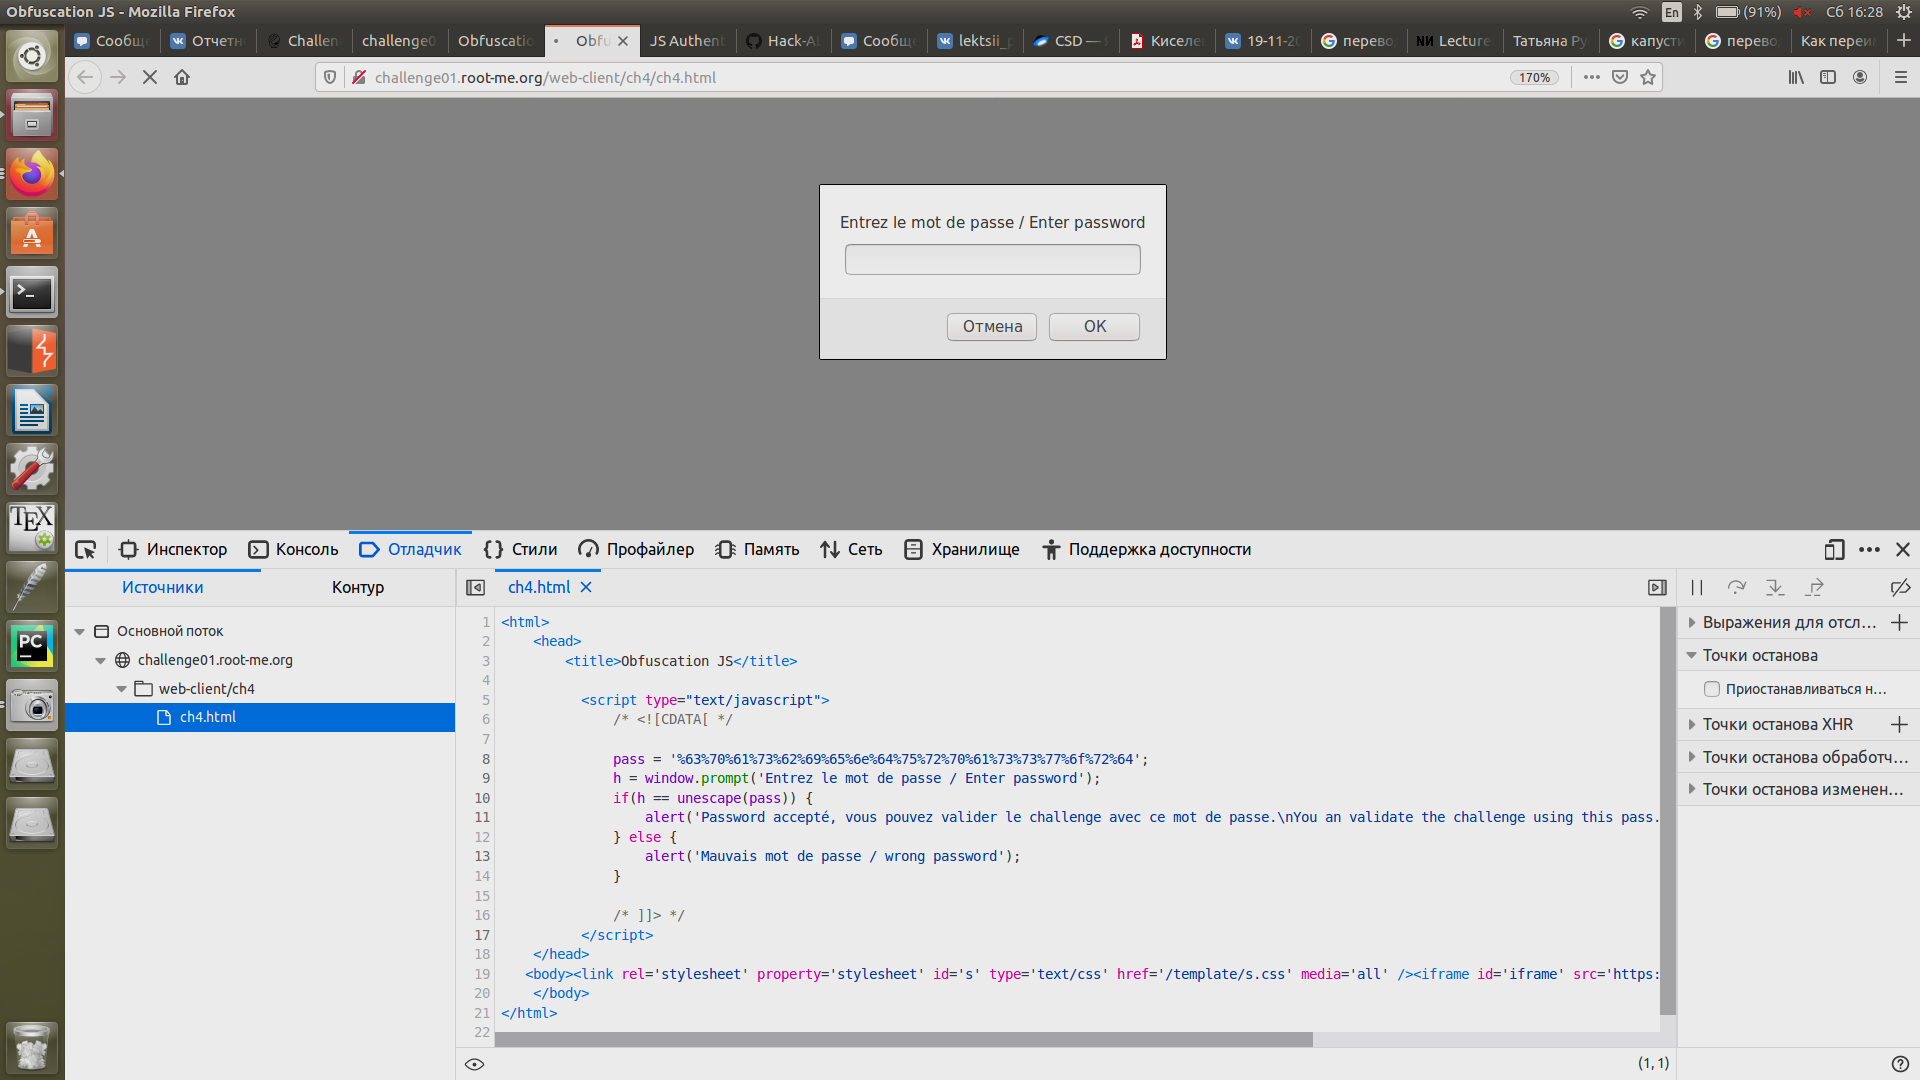 Obfuscation JS - Mozilla Firefox
En
(91%)
Сб 16:28
Сообще
Отчетн
Challen
challenge0
Obfuscatio
Obfu
JS Authent
Hack-A
Сообще
lektsii_p
CSD —
Киселе
19-11-20
перево
Lecture
Татьяна Ру
капусти
перево
Как переи
challenge01.root-me.org/web-client/ch4/ch4.html
170%
Entrez le mot de passe / Enter password
Отмена
OK
Инспектор
Консоль
Отладчик
Стили
Профайлер
Память
Сеть
Хранилище
Поддержка доступности
Источники
Контур
ch4.html
Основной поток
challenge01.root-me.org
web-client/ch4
ch4.html
1 <html>
2 <head>
3 <title>Obfuscation JS</title>
4
5 <script type="text/javascript">
6 /* <![CDATA[ */
7
8 pass = '%63%70%61%73%62%69%65%6e%64%75%72%70%61%73%73%77%6f%72%64';
9 h = window.prompt('Entrez le mot de passe / Enter password');
10 if(h == unescape(pass)) {
11 alert('Password accepté, vous pouvez valider le challenge avec ce mot de passe.\nYou an validate the challenge using this pass.
12 } else {
13 alert('Mauvais mot de passe / wrong password');
14 }
15
16 /* ]]> */
17 </script>
18 </head>
19 <body><link rel='stylesheet' property='stylesheet' id='s' type='text/css' href='/template/s.css' media='all' /><iframe id='iframe' src='https:
20 </body>
21 </html>
22
(1, 1)
Выражения для отсл...
Точки останова
Приостанавливаться н...
Точки останова XHR
Точки останова обработч...
Точки останова изменен...
TEX
PC